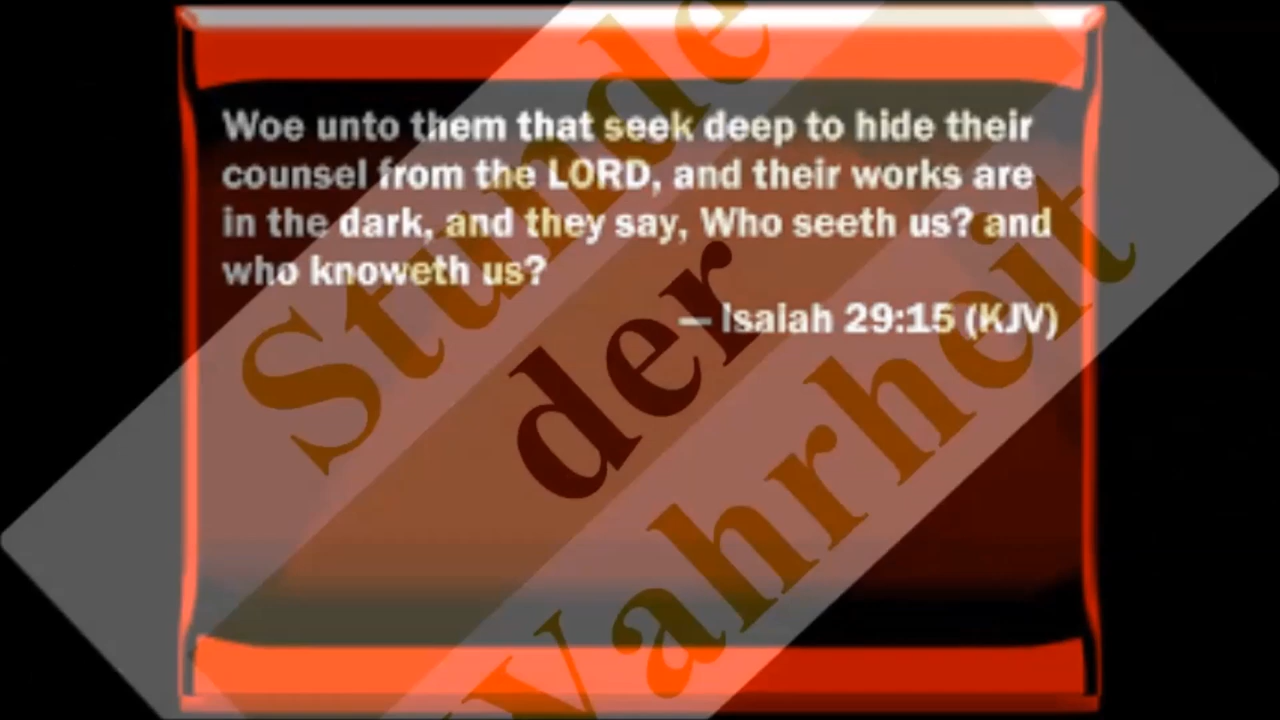 Woe unto them that seek deep to hide their
counsel from the LORD, and their works are
in the dark, and they say, Who seeth us? and
who knoweth us?
— Isaiah 29:15 (KJV)
Stunde
der
Wahrheit